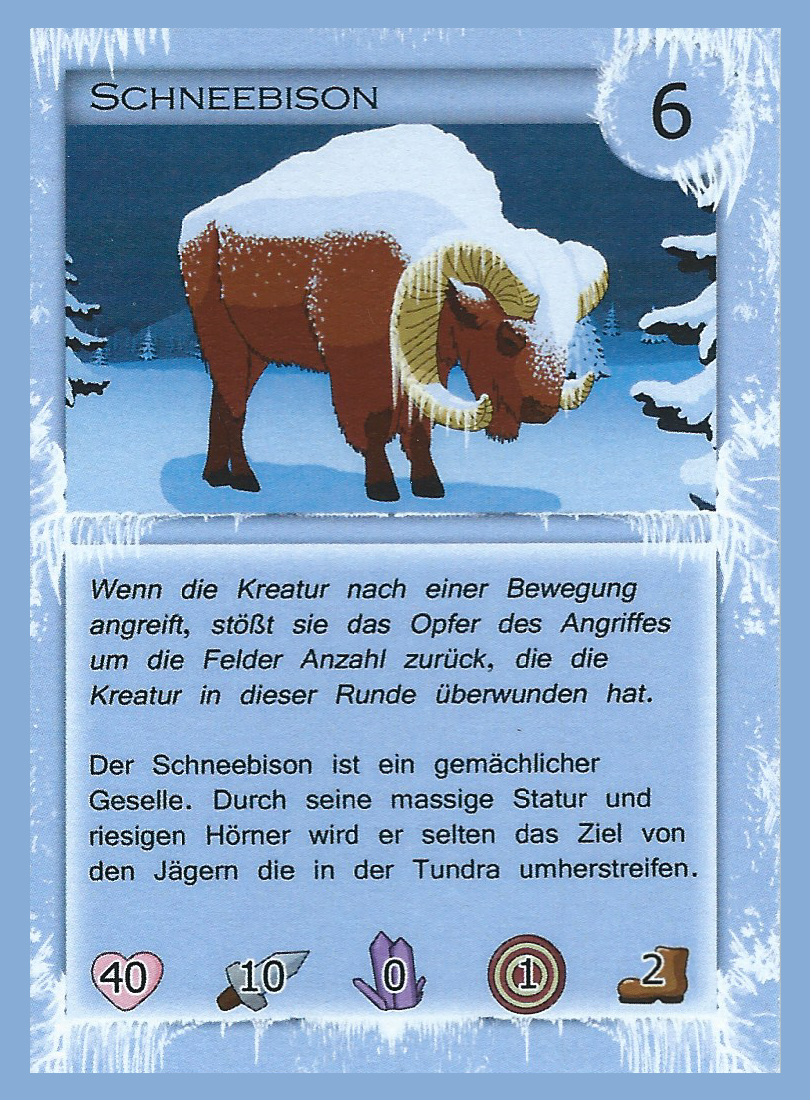 SCHNEEBISON
6
Wenn die Kreatur nach einer Bewegung
angreift, stößt sie das Opfer des Angriffes
um die Felder Anzahl zurück, die die
Kreatur in dieser Runde überwunden hat.
Der Schneebison ist ein gemächlicher
Geselle. Durch seine massige Statur und
riesigen Hörner wird er selten das Ziel von
den Jägern die in der Tundra umherstreifen.
40 10 0 1 2